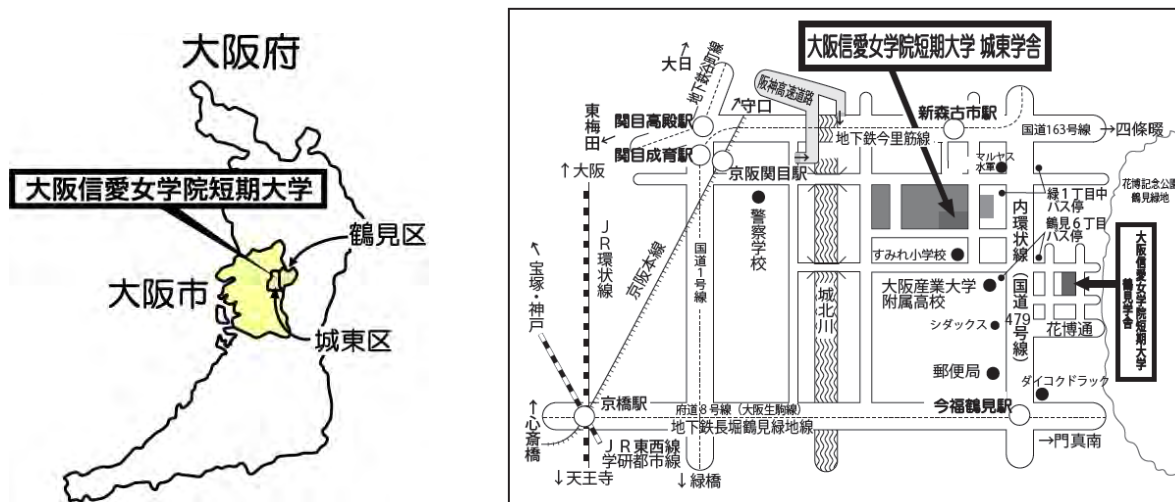 大阪府
大阪信愛女学院短期大学
鶴見区
大阪市
城東区
大阪信愛女学院短期大学 城東学舎
→大日
地下鉄谷町線
阪神高速道路
→守口
東梅田
関目高殿駅
新森古市駅
国道163号線
→四條畷
地下鉄今里筋線
関目成育駅
↑大阪
京阪関目駅
マルヤス
水軍
花博記念公園
鶴見緑地
緑1丁目中
バス停
鶴見6丁目
バス停
警察学校
内環状線(国道479号線)
JR環状線
国道1号線
京阪本線
すみれ小学校
大阪信愛女学院短期大学
鶴見学舎
←宝塚・神戸
城北川
大阪産業大学
附属高校
シダックス
花博通
郵便局
ダイコクドラック
京橋駅
府道8号線(大阪生駒線)
今福鶴見駅
地下鉄長堀鶴見緑地線
←心斎橋
JR東西線
学研都市線
→門真南
↓天王寺
↓緑橋